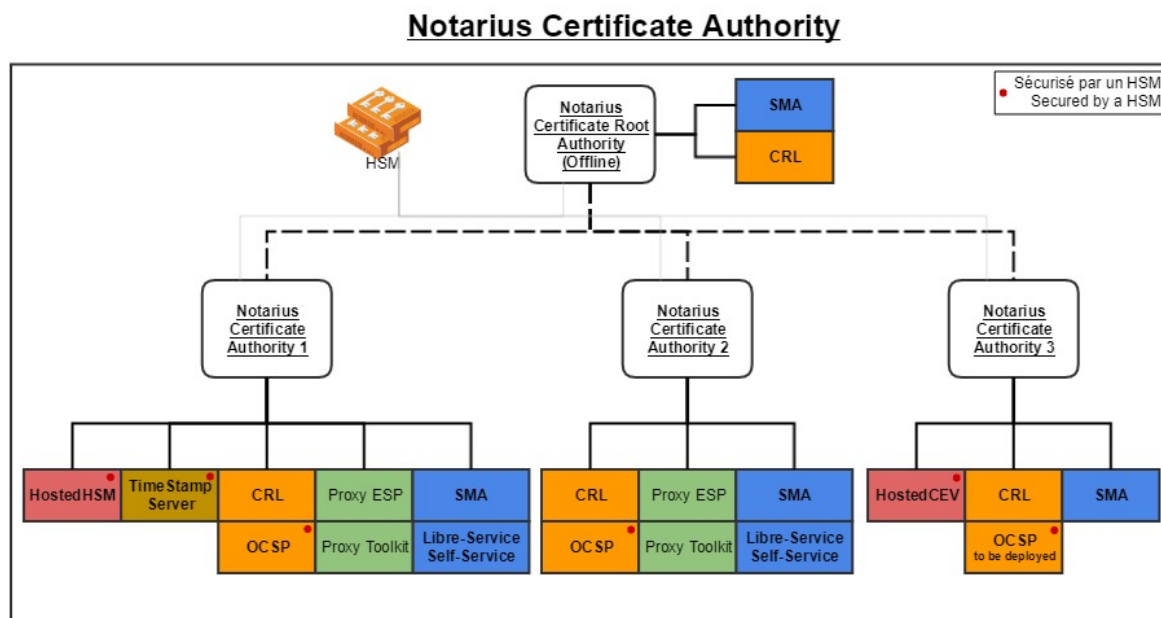 Notarius Certificate Authority
Sécurisé par un HSM
Secured by a HSM
HSM
Notarius
Certificate Root
Authority
(Offline)
SMA
CRL
Notarius
Certificate
Authority 1
Notarius
Certificate
Authority 2
Notarius
Certificate
Authority 3
HostedHSM
TimeStamp
Server
CRL
Proxy ESP
SMA
OCSP
Proxy Toolkit
Libre-Service
Self-Service
CRL
Proxy ESP
SMA
OCSP
Proxy Toolkit
Libre-Service
Self-Service
HostedCEV
CRL
SMA
OCSP
to be deployed